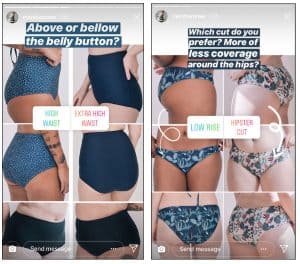 Above or bellow
the belly button?
HIGH
WAIST
EXTRA HIGH
WAIST
Send message
Which cut do you
prefer? More of
less coverage
around the hips?
LOW RISE
HIPSTER
CUT
Send message